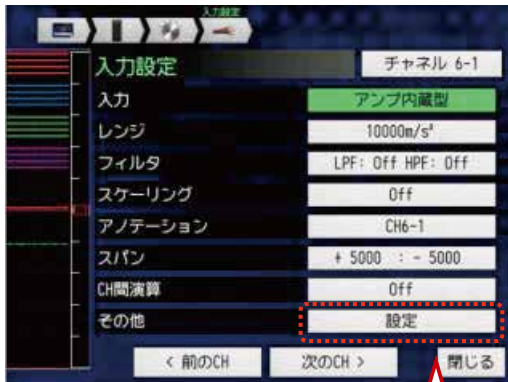 入力設定
入力設定 チャネル 6-1
入力 アンプ内蔵型
レンジ 10000m/s²
フィルタ LPF: Off HPF: Off
スケーリング Off
アノテーション CH6-1
スパン + 5000 : - 5000
CH間演算 Off
その他 設定
< 前のCH 次のCH > 閉じる